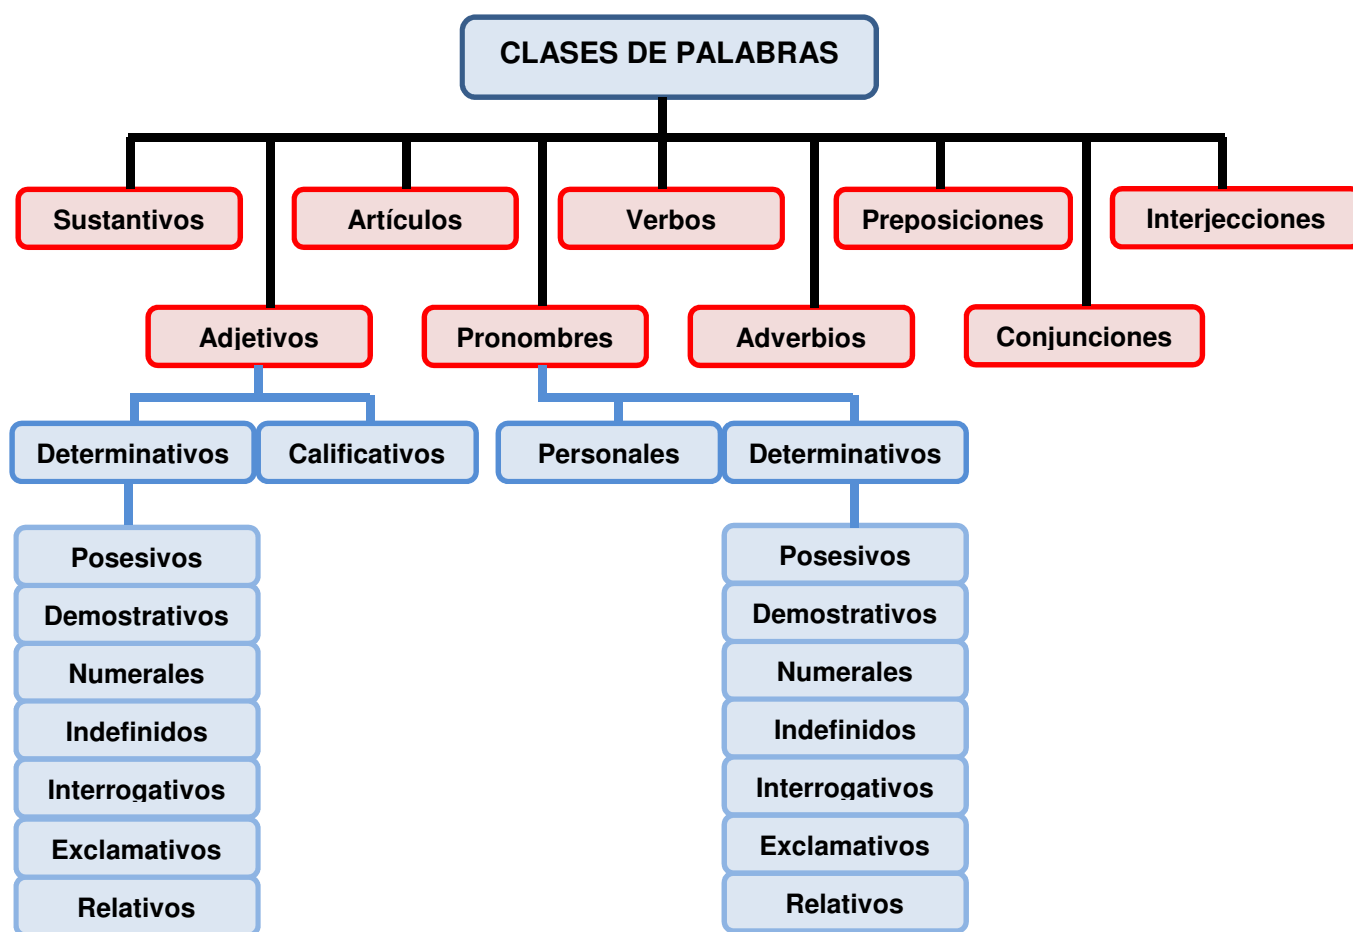 CLASES DE PALABRAS
Sustantivos
Artículos
Verbos
Preposiciones
Interjecciones
Adjetivos
Pronombres
Adverbios
Conjunciones
Determinativos
Calificativos
Personales
Determinativos
Posesivos
Demostrativos
Numerales
Indefinidos
Interrogativos
Exclamativos
Relativos
Posesivos
Demostrativos
Numerales
Indefinidos
Interrogativos
Exclamativos
Relativos